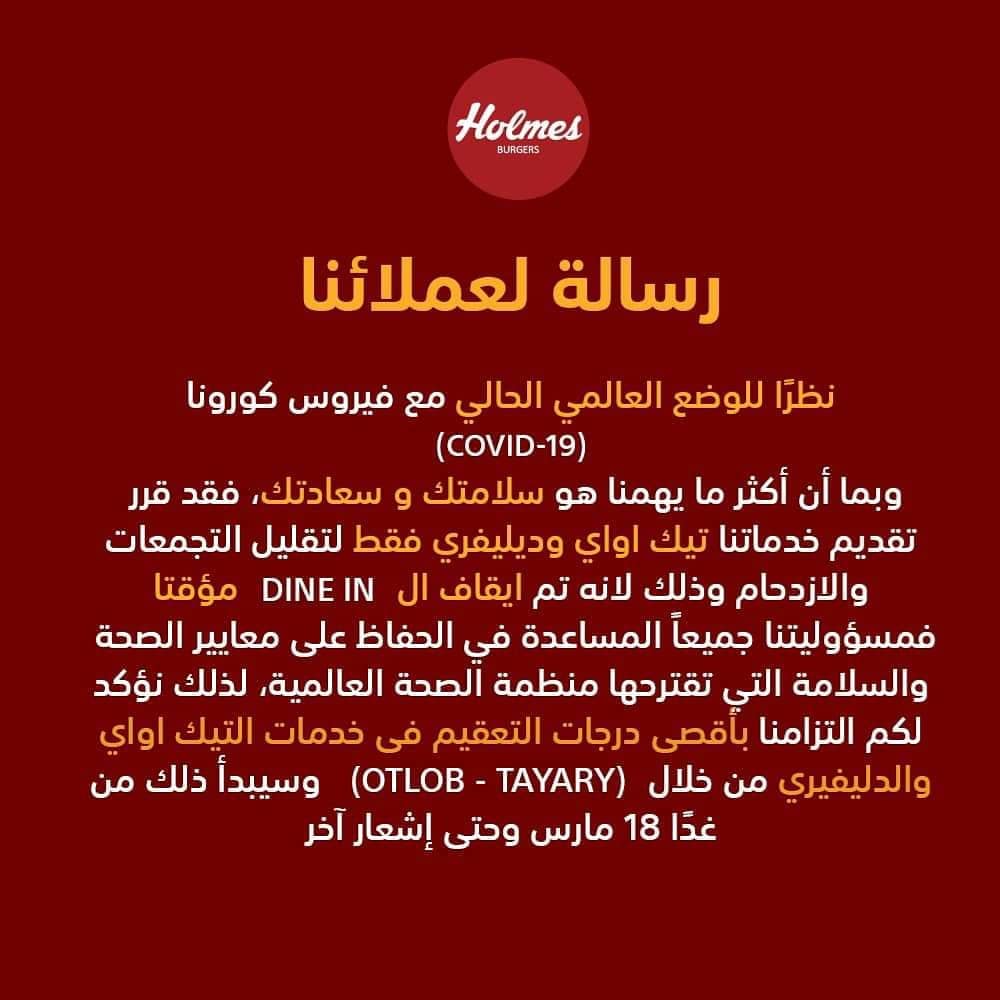 Holmes
BURGERS
رسالة لعملائنا
نظرًا للوضع العالمي الحالي مع فيروس كورونا
(COVID-19)
وبما أن أكثر ما يهمنا هو سلامتك و سعادتك، فقد قرر
تقديم خدماتنا تيك اواي وديليفري فقط لتقليل التجمعات
والازدحام وذلك لانه تم ايقاف ال DINE IN مؤقتا
فمسؤوليتنا جميعاً المساعدة في الحفاظ على معايير الصحة
والسلامة التي تقترحها منظمة الصحة العالمية، لذلك نؤكد
لكم التزامنا بأقصى درجات التعقيم فى خدمات التيك اواي
والدليفيري من خلال (OTLOB - TAYARY) وسيبدأ ذلك من
غدًا 18 مارس وحتى إشعار آخر